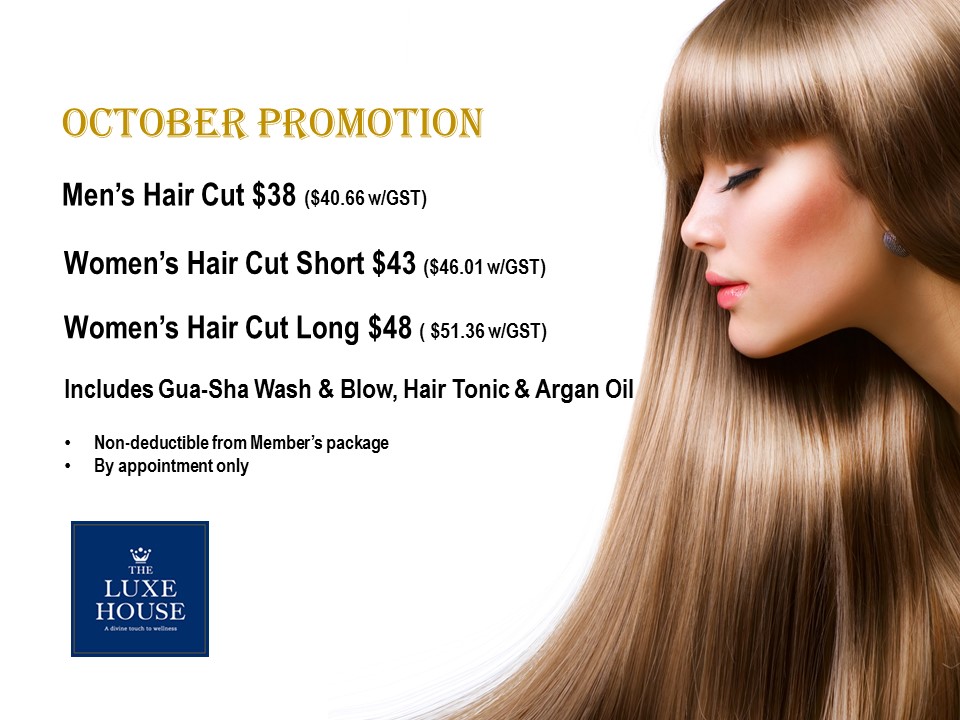 OCTOBER PROMOTION
Men’s Hair Cut $38 ($40.66 w/GST)
Women’s Hair Cut Short $43 ($46.01 w/GST)
Women’s Hair Cut Long $48 ( $51.36 w/GST)
Includes Gua-Sha Wash & Blow, Hair Tonic & Argan Oil
• Non-deductible from Member’s package
• By appointment only
THE
LUXE
HOUSE
A divine touch to wellness